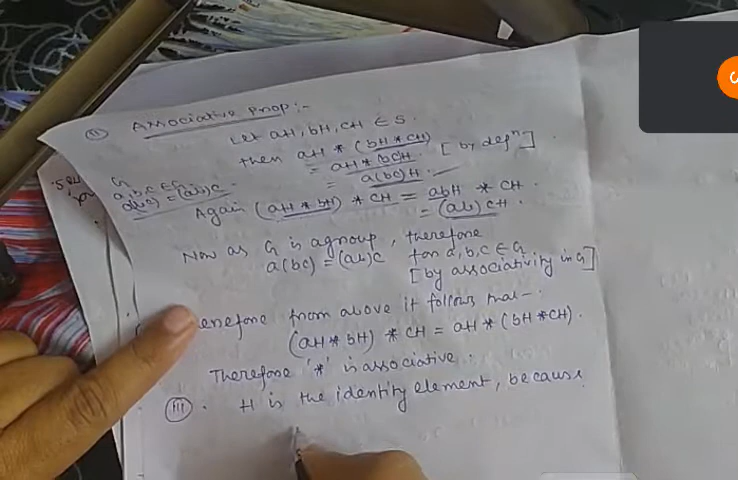 (ii) Associative Prop:-
Let aH, bH, cH ∈ S.
then aH * (bH * cH)
= aH * bcH. [by defⁿ]
= a(bc)H.
G
a,b,c ∈ G
a(bc) = (ab)c
Again (aH * bH) * cH = abH * cH.
= (ab)cH.
Now as G is a group, therefore
a(bc) = (ab)c for a,b,c ∈ G
[by associativity in G]
from above it follows that-
(aH * bH) * cH = aH * (bH * cH).
Therefore '*' is associative.
(iii). H is the identity element, because